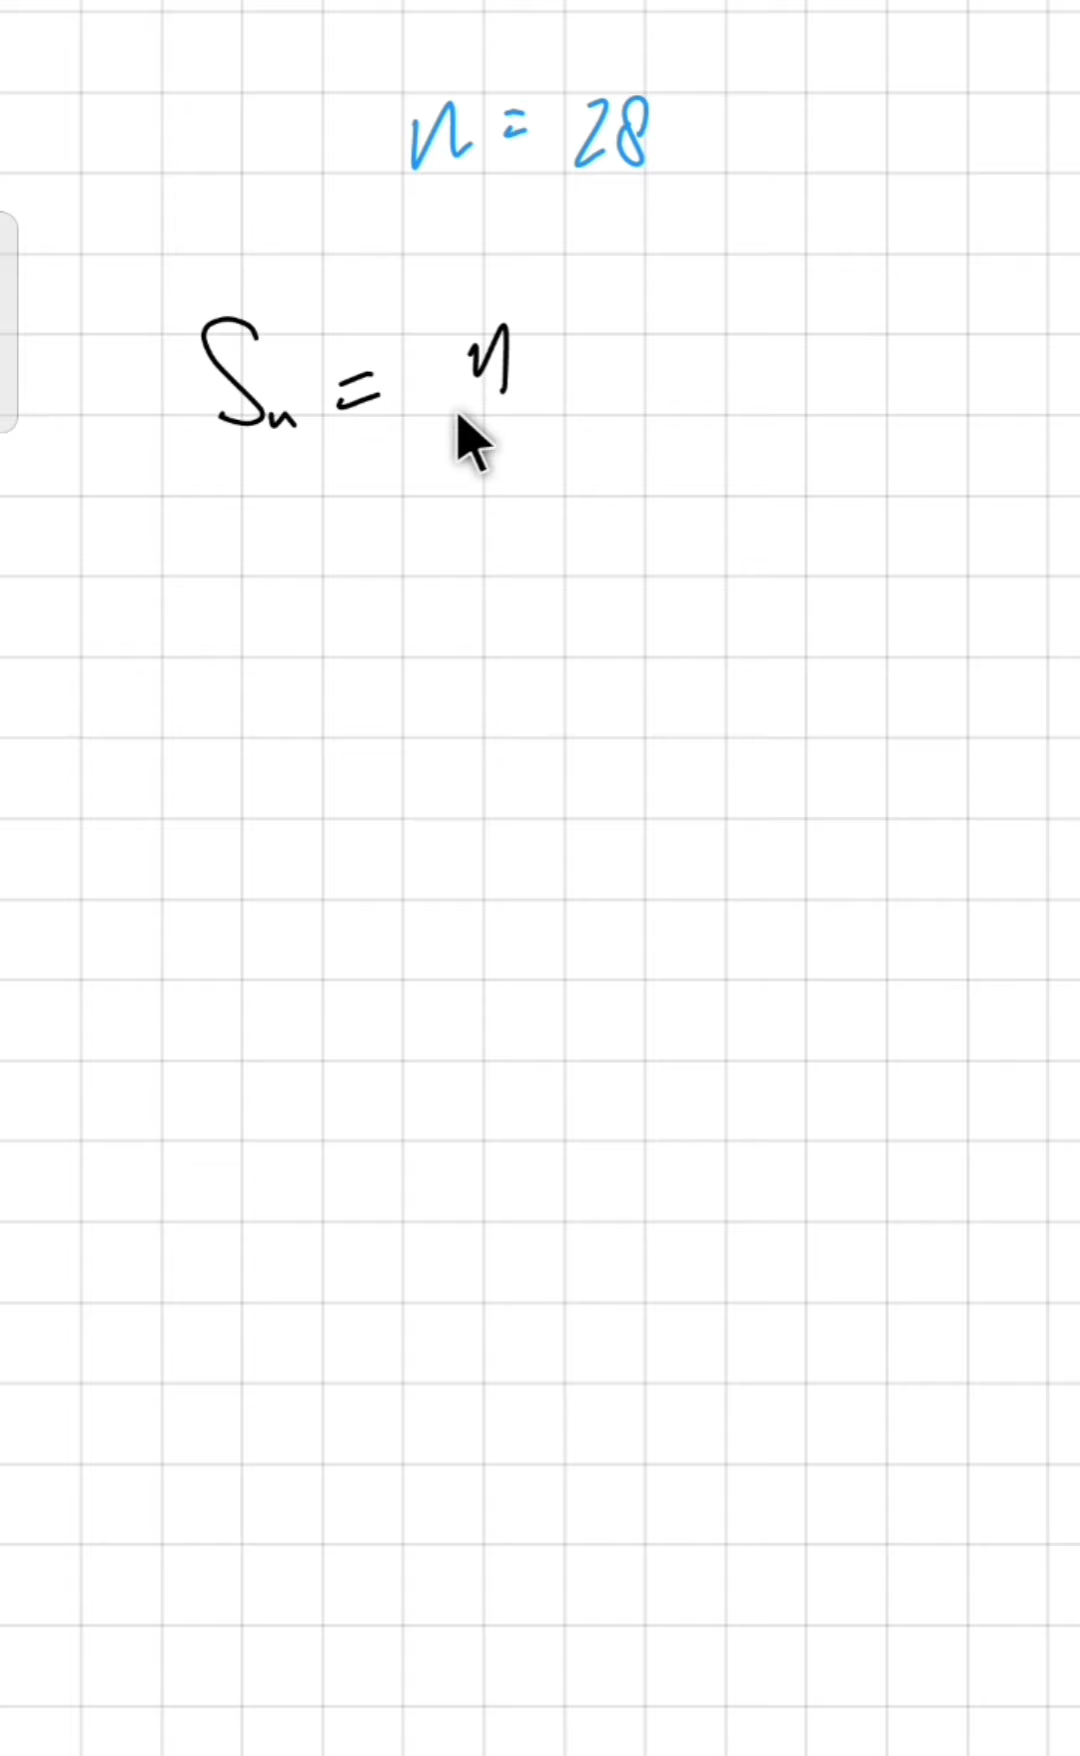 n = 28
Sn = n